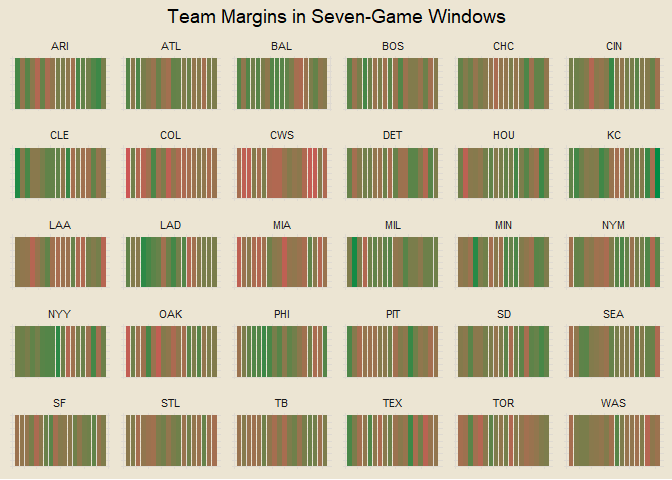 Team Margins in Seven-Game Windows
ARI ATL BAL BOS CHC CIN
CLE COL CWS DET HOU KC
LAA LAD MIA MIL MIN NYM
NYY OAK PHI PIT SD SEA
SF STL TB TEX TOR WAS